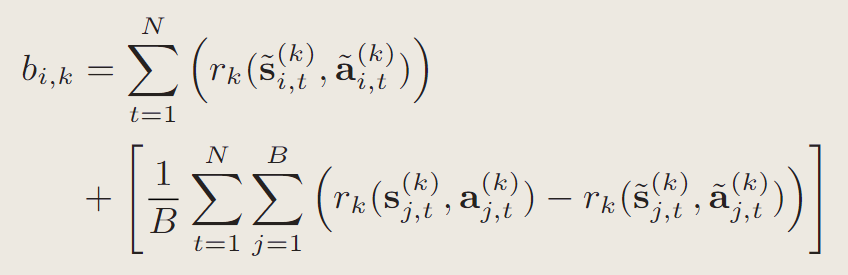 b_{i,k} = \sum_{t=1}^{N} \left( r_k(\tilde{\mathbf{s}}_{i,t}^{(k)}, \tilde{\mathbf{a}}_{i,t}^{(k)}) \right)
+ \left[ \frac{1}{B} \sum_{t=1}^{N} \sum_{j=1}^{B} \left( r_k(\mathbf{s}_{j,t}^{(k)}, \mathbf{a}_{j,t}^{(k)}) - r_k(\tilde{\mathbf{s}}_{j,t}^{(k)}, \tilde{\mathbf{a}}_{j,t}^{(k)}) \right) \right]